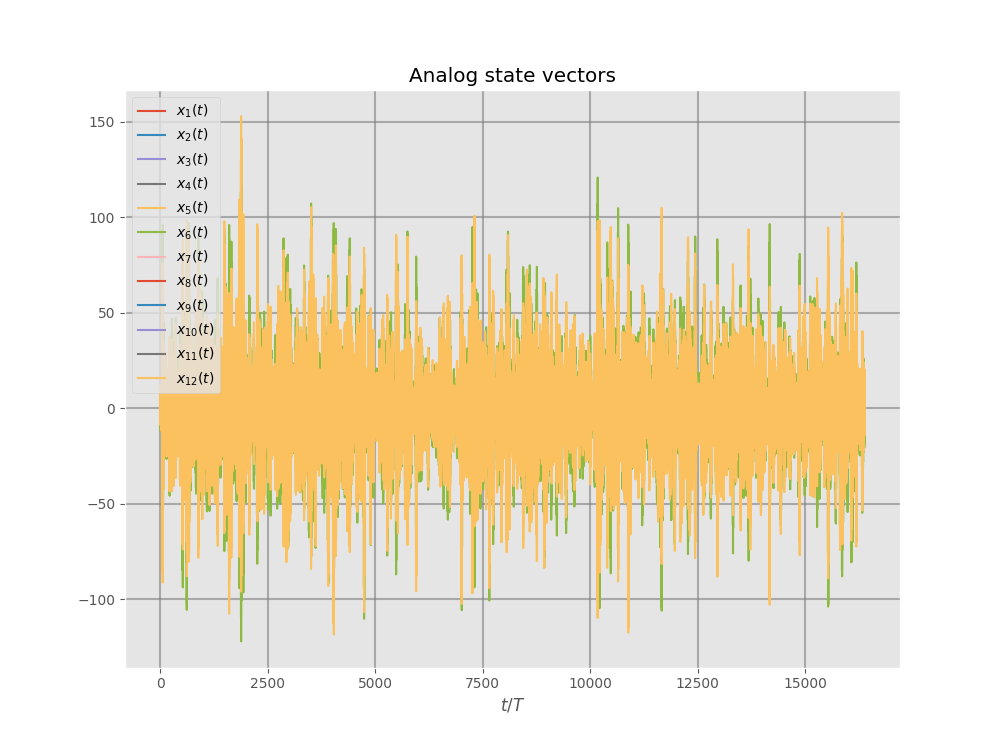 Analog state vectors
150
100
50
0
−50
−100
x₁(t)
x₂(t)
x₃(t)
x₄(t)
x₅(t)
x₆(t)
x₇(t)
x₈(t)
x₉(t)
x₁₀(t)
x₁₁(t)
x₁₂(t)
0 2500 5000 7500 10000 12500 15000
t/T